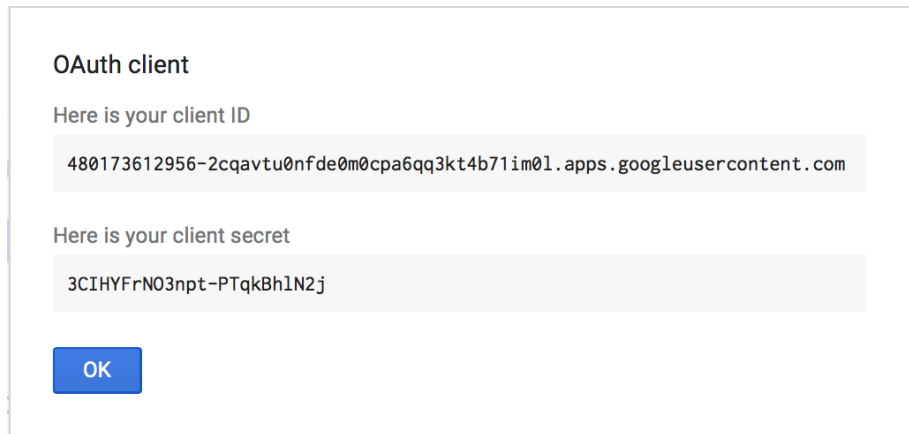 OAuth client
Here is your client ID
480173612956-2cqavtu0nfde0m0cpa6qq3kt4b71im0l.apps.googleusercontent.com
Here is your client secret
3CIHYFrNO3npt-PTqkBhlN2j
OK